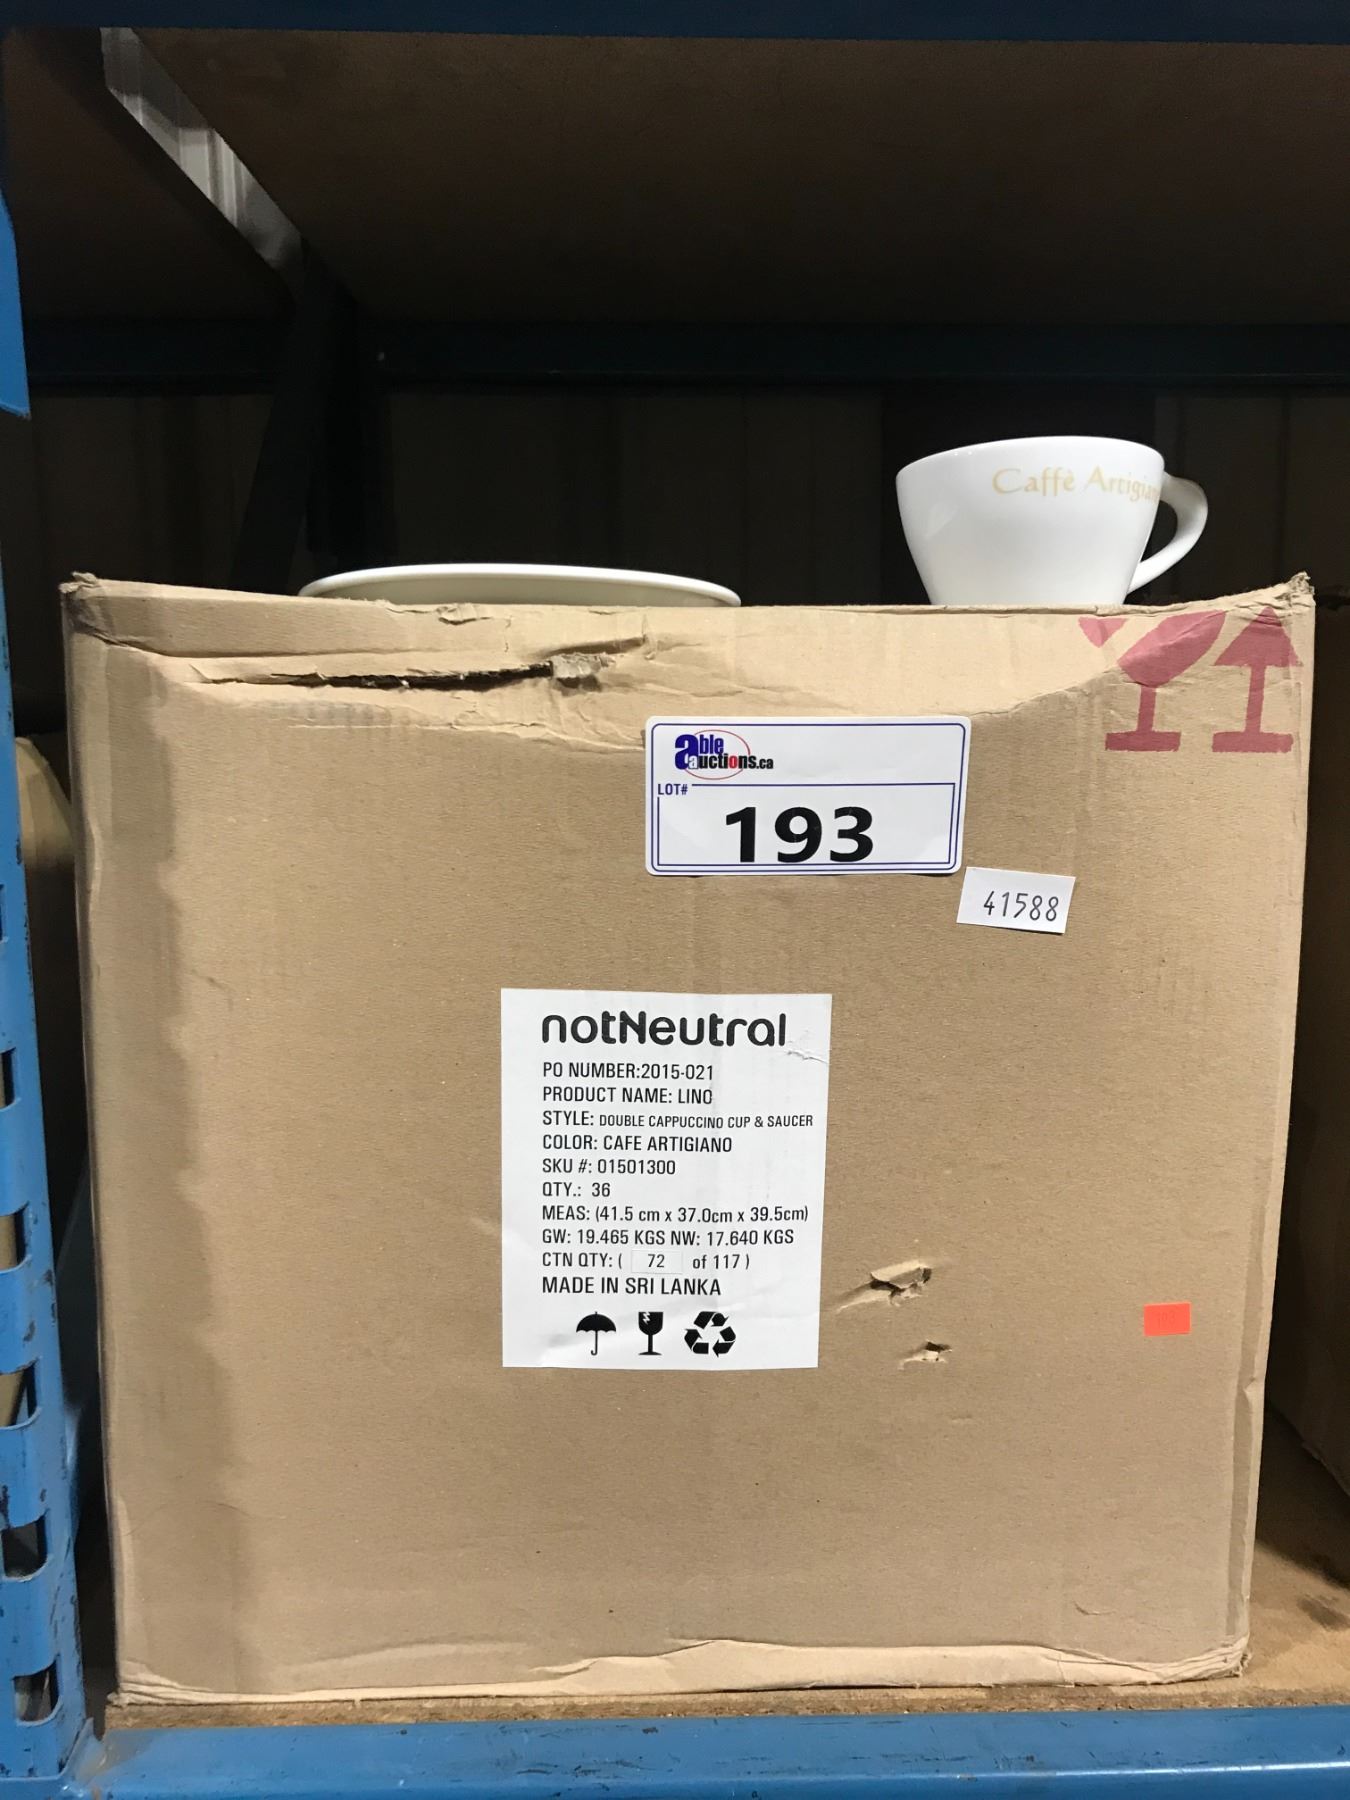 Caffè Artigia
able
auctions.ca
LOT#
193
41588
notNeutral
PO NUMBER:2015-021
PRODUCT NAME: LINO
STYLE: DOUBLE CAPPUCCINO CUP & SAUCER
COLOR: CAFE ARTIGIANO
SKU #: 01501300
QTY.: 36
MEAS: (41.5 cm x 37.0cm x 39.5cm)
GW: 19.465 KGS NW: 17.640 KGS
CTN QTY: ( 72 of 117 )
MADE IN SRI LANKA